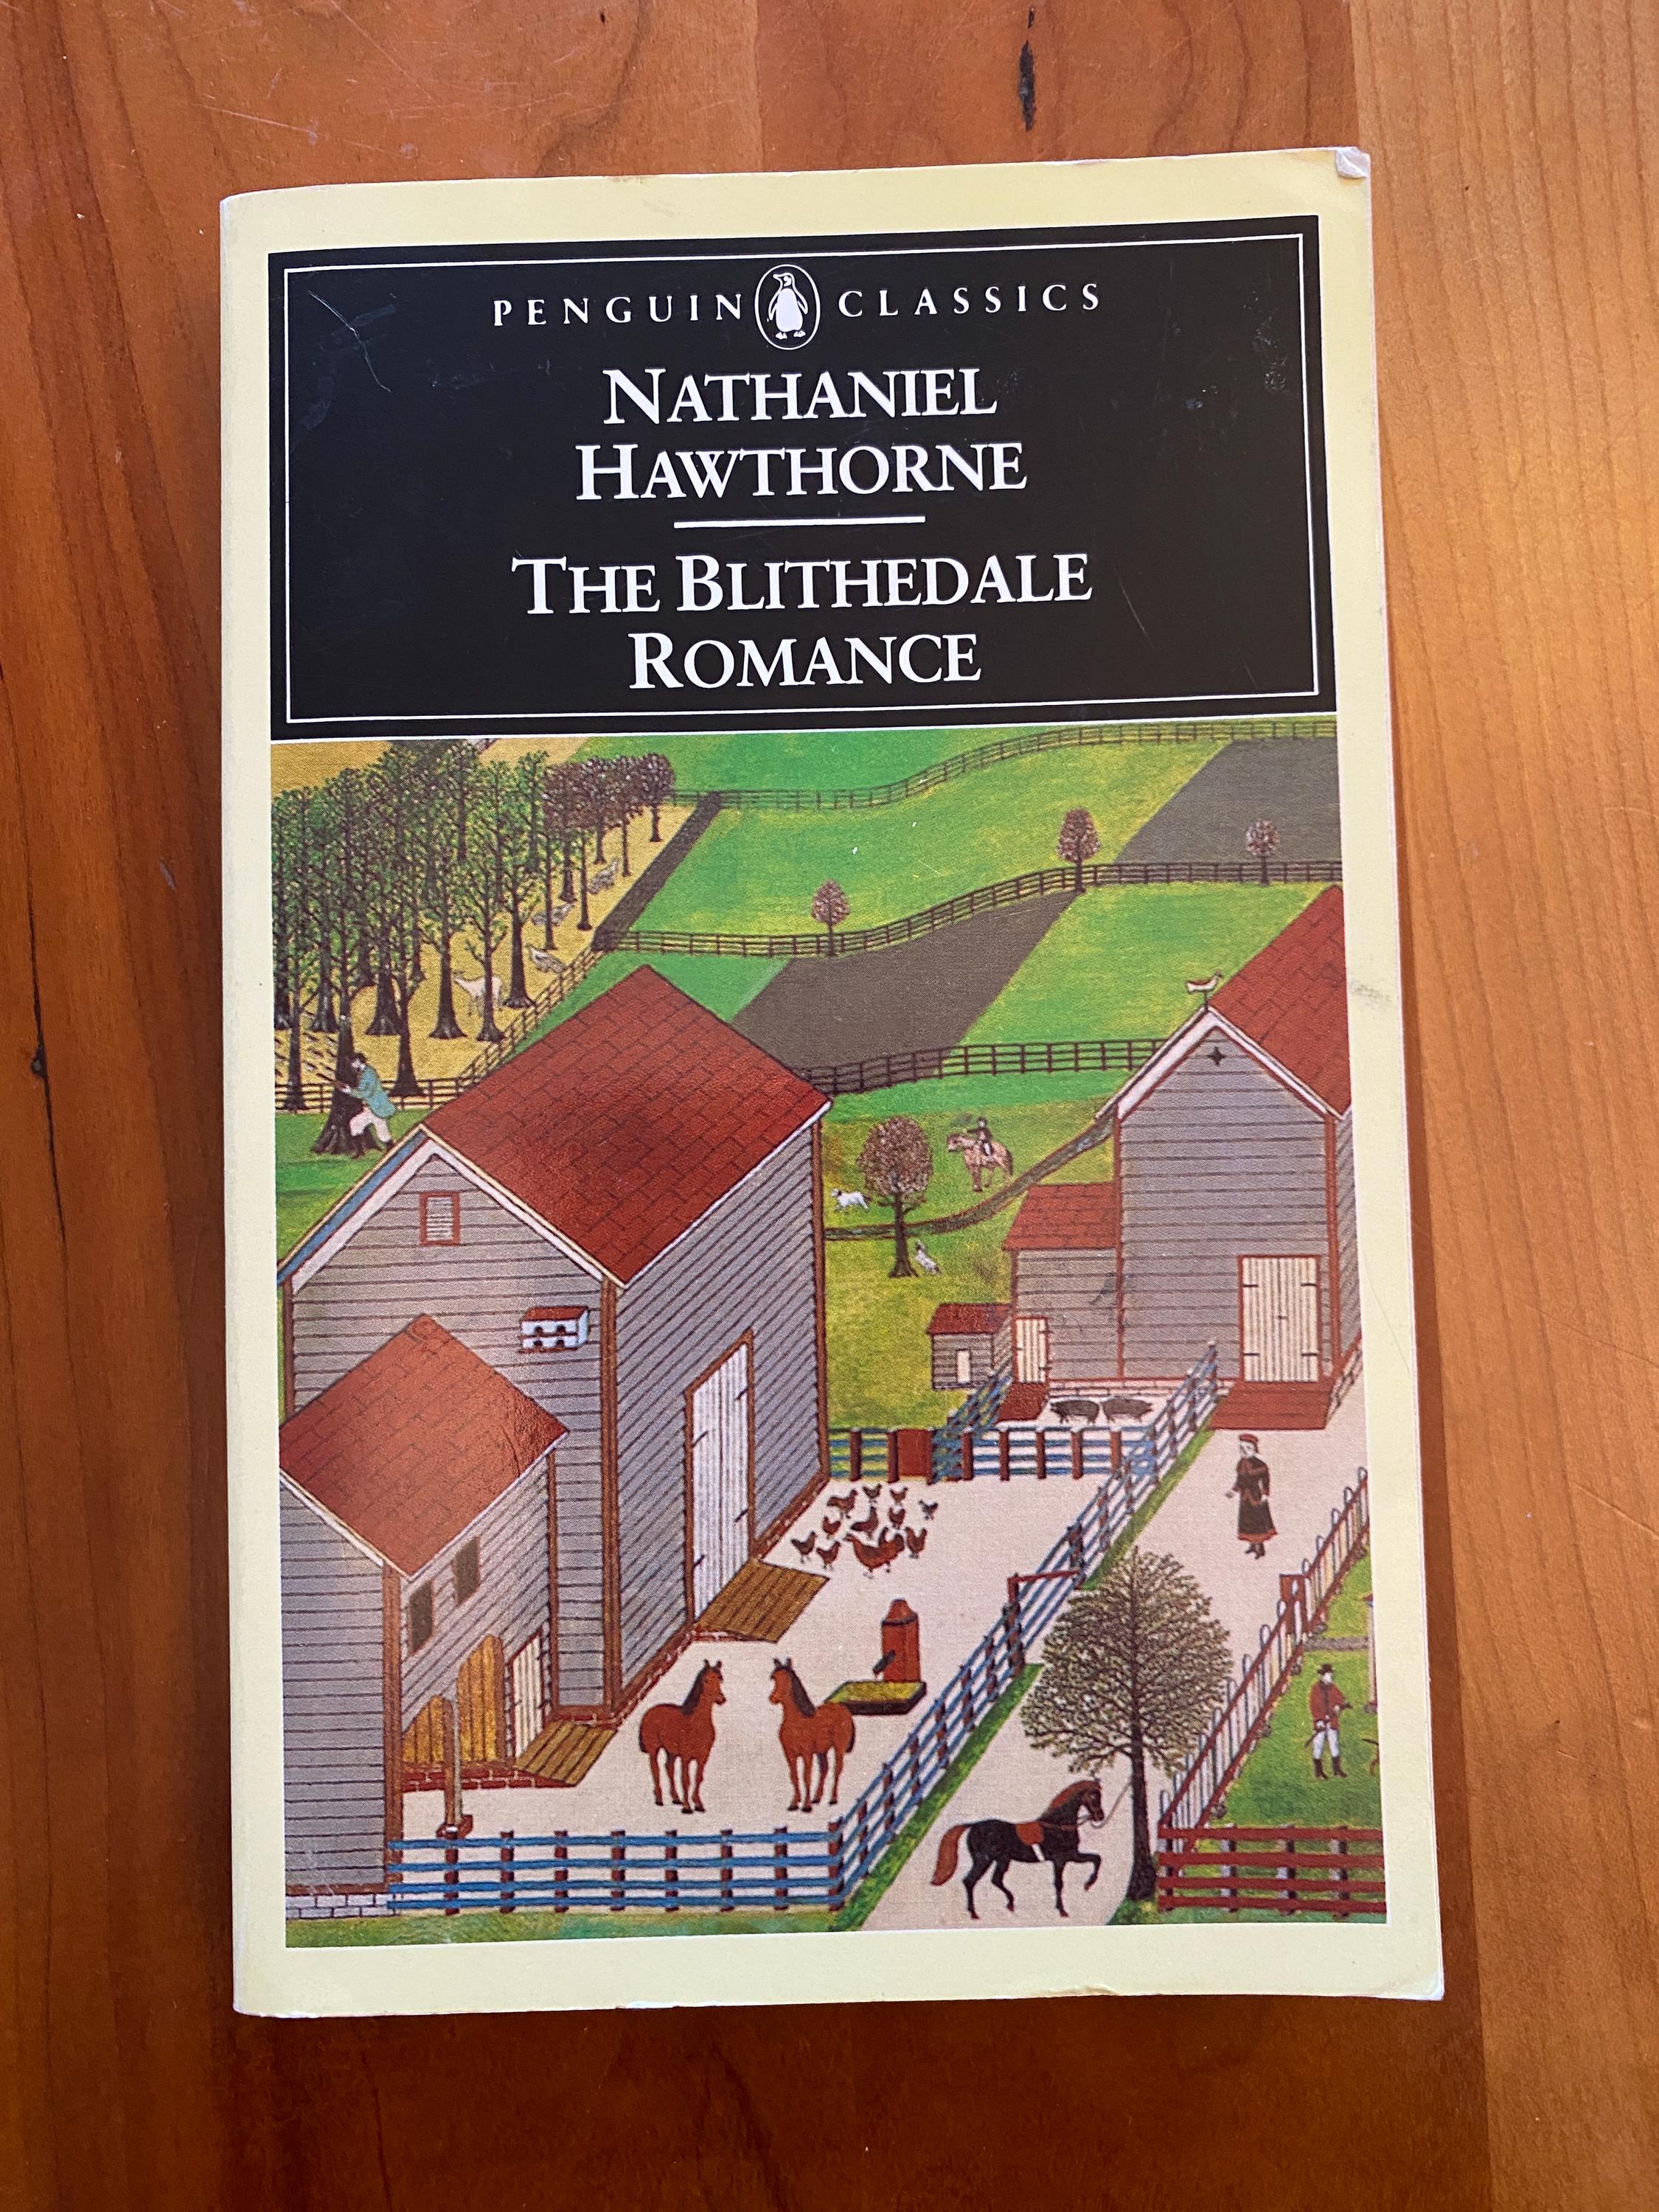 PENGUIN CLASSICS
NATHANIEL
HAWTHORNE
THE BLITHEDALE
ROMANCE